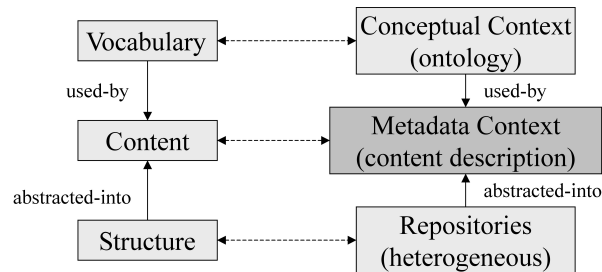 Vocabulary
Conceptual Context
(ontology)
used-by
used-by
Content
Metadata Context
(content description)
abstracted-into
abstracted-into
Structure
Repositories
(heterogeneous)